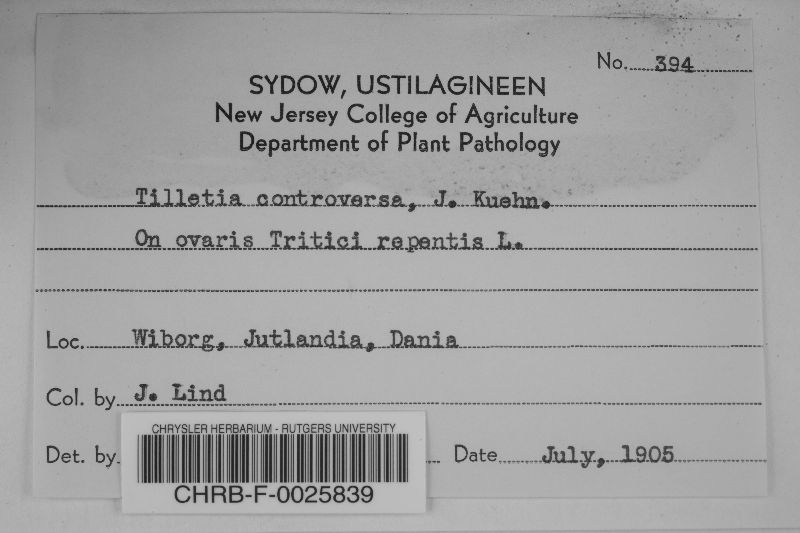 No. 394
SYDOW, USTILAGINEEN
New Jersey College of Agriculture
Department of Plant Pathology
Tilletia controversa, J. Kuehn.
On ovaris Tritici repentis L.
Loc. Wiborg, Jutlandia, Dania
Col. by J. Lind
Det. by
Date July, 1905
CHRYSLER HERBARIUM - RUTGERS UNIVERSITY
CHRB-F-0025839